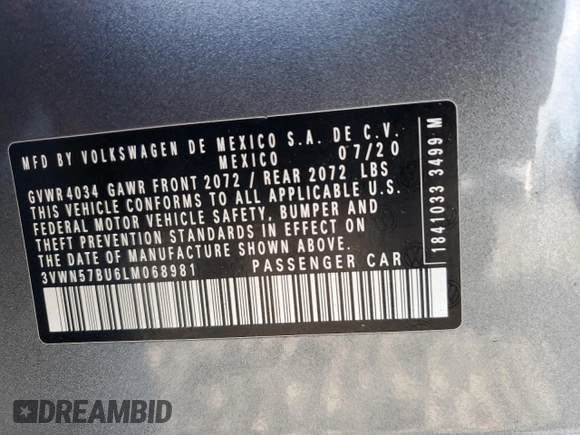 MFD BY VOLKSWAGEN DE MEXICO S.A. DE C.V.
MEXICO 07/20
GVWR 4034 GAWR FRONT 2072 / REAR 2072 LBS
THIS VEHICLE CONFORMS TO ALL APPLICABLE U.S.
FEDERAL MOTOR VEHICLE SAFETY, BUMPER AND
THEFT PREVENTION STANDARDS IN EFFECT ON
THE DATE OF MANUFACTURE SHOWN ABOVE.
3VWN57BU6LM068981 PASSENGER CAR
1841033 3499 M
DREAMBID